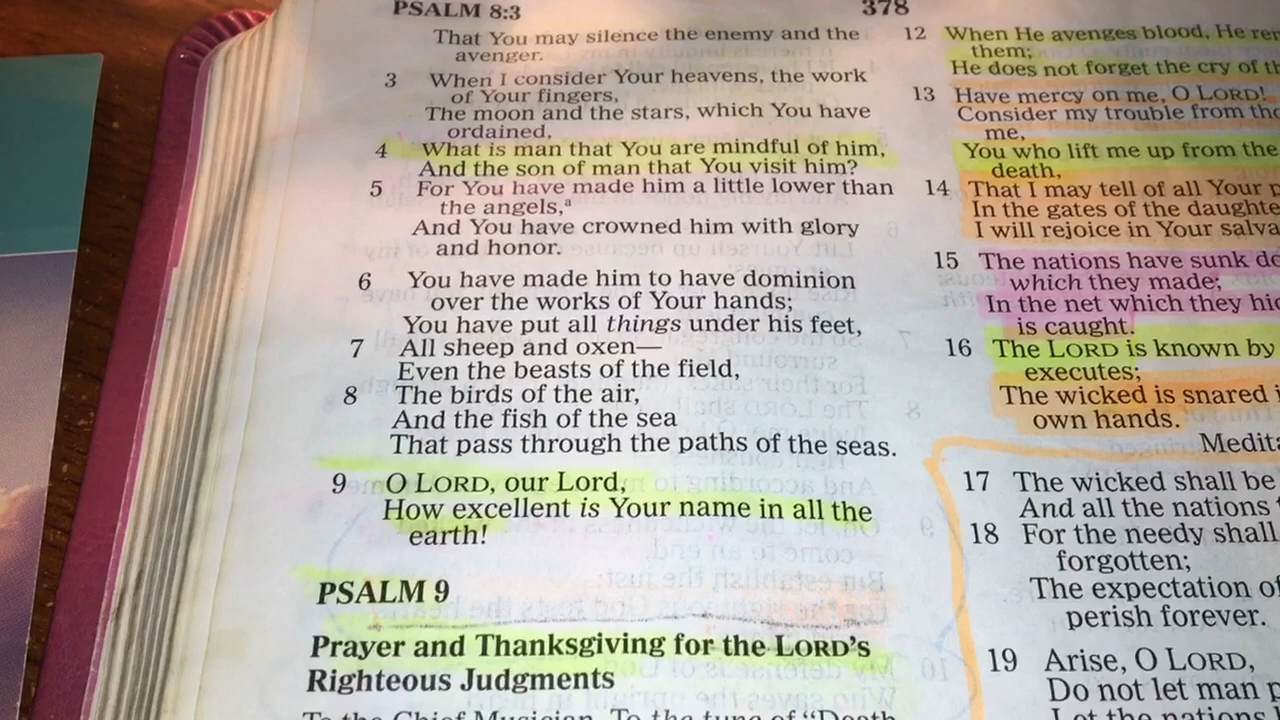 PSALM 8:3
378
That You may silence the enemy and the
avenger.
3 When I consider Your heavens, the work
of Your fingers,
The moon and the stars, which You have
ordained,
4 What is man that You are mindful of him,
And the son of man that You visit him?
5 For You have made him a little lower than
the angels,a
And You have crowned him with glory
and honor.
6 You have made him to have dominion
over the works of Your hands;
You have put all things under his feet,
7 All sheep and oxen—
Even the beasts of the field,
8 The birds of the air,
And the fish of the sea
That pass through the paths of the seas.
9 O LORD, our Lord,
How excellent is Your name in all the
earth!
PSALM 9
Prayer and Thanksgiving for the LORD'S
Righteous Judgments
To the Chief Musician. To the tune of “Death
12 When He avenges blood, He
them;
He does not forget the cry of
13 Have mercy on me, O LORD!
Consider my trouble from
me,
You who lift me up from the
death,
14 That I may tell of all Your
In the gates of the
I will rejoice in Your
15 The nations have sunk
which they made;
In the net which they
is caught.
16 The LORD is known by
executes;
The wicked is snared
own hands.
17 The wicked shall be
And all the nations
18 For the needy shall
forgotten;
The expectation of
perish forever.
19 Arise, O LORD,
Do not let man
Let the nations